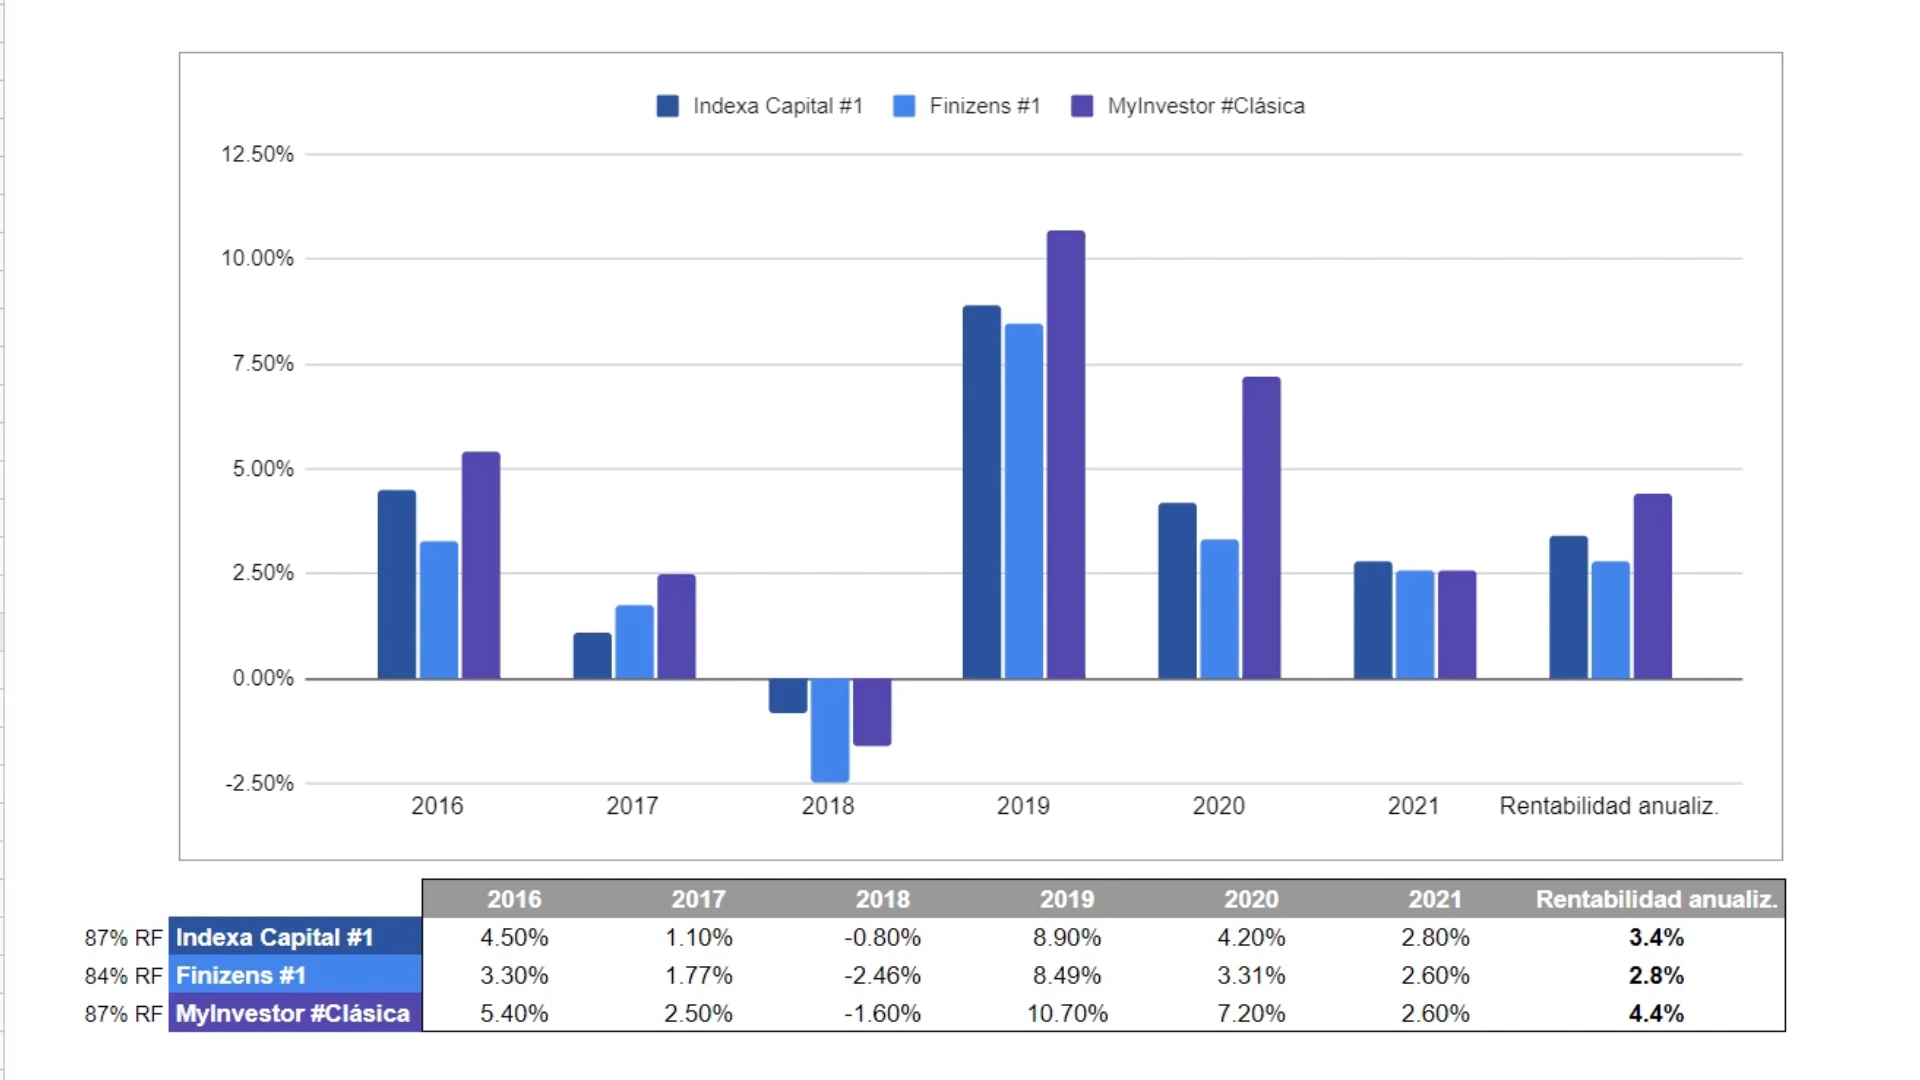 Indexa Capital #1 Finizens #1 MyInvestor #Clásica
12.50%
10.00%
7.50%
5.00%
2.50%
0.00%
-2.50%
2016 2017 2018 2019 2020 2021 Rentabilidad anualiz.
2016 2017 2018 2019 2020 2021 Rentabilidad anualiz.
87% RF Indexa Capital #1 4.50% 1.10% -0.80% 8.90% 4.20% 2.80% 3.4%
84% RF Finizens #1 3.30% 1.77% -2.46% 8.49% 3.31% 2.60% 2.8%
87% RF MyInvestor #Clásica 5.40% 2.50% -1.60% 10.70% 7.20% 2.60% 4.4%